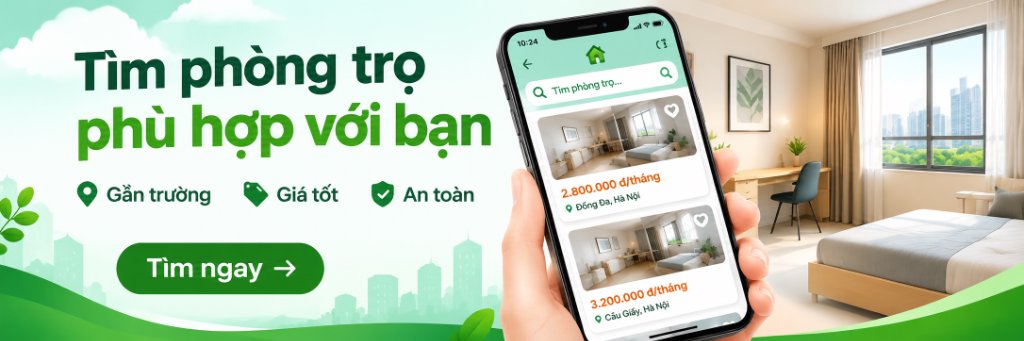 Tìm phòng trọ
phù hợp với bạn
Gần trường
Giá tốt
An toàn
Tìm ngay
10:24
Tìm phòng trọ...
2.800.000 đ/tháng
Đống Đa, Hà Nội
3.200.000 đ/tháng
Cầu Giấy, Hà Nội